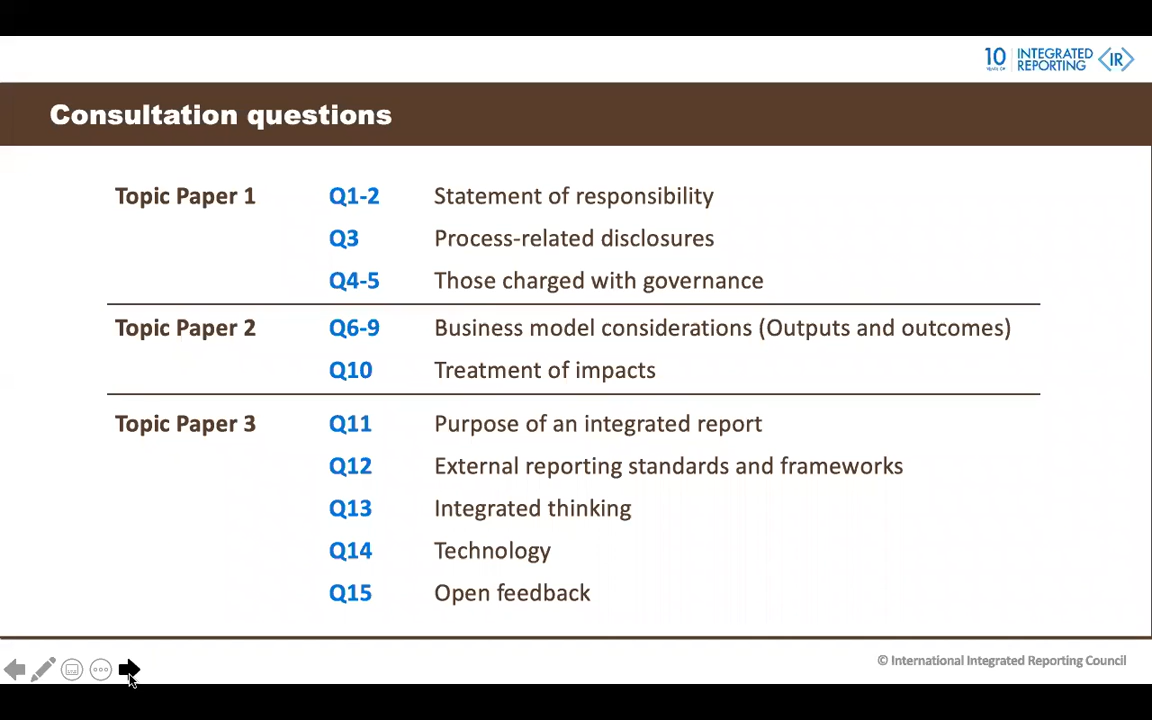 10 INTEGRATED
REPORTING IR
Consultation questions
Topic Paper 1 Q1-2 Statement of responsibility
Q3 Process-related disclosures
Q4-5 Those charged with governance
Topic Paper 2 Q6-9 Business model considerations (Outputs and outcomes)
Q10 Treatment of impacts
Topic Paper 3 Q11 Purpose of an integrated report
Q12 External reporting standards and frameworks
Q13 Integrated thinking
Q14 Technology
Q15 Open feedback
© International Integrated Reporting Council